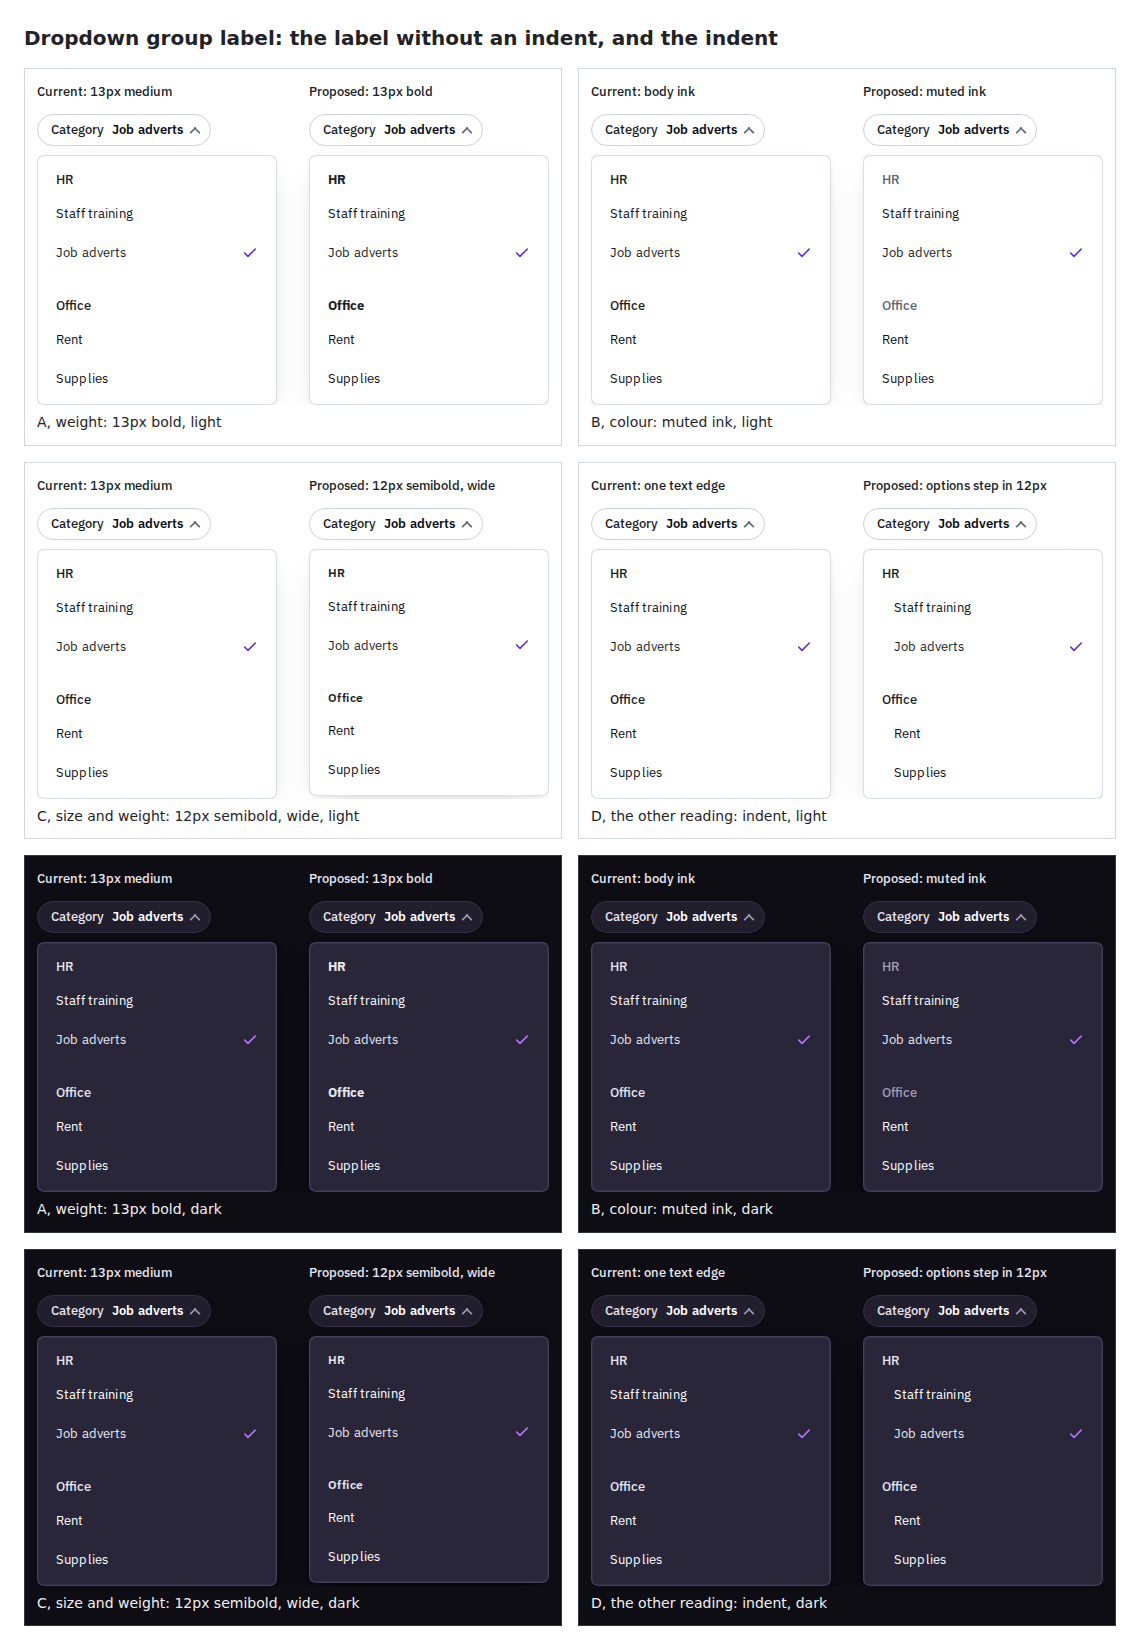 Dropdown group label: the label without an indent, and the indent
Current: 13px medium
Category Job adverts
HR
Staff training
Job adverts
Office
Rent
Supplies
Proposed: 13px bold
Category Job adverts
HR
Staff training
Job adverts
Office
Rent
Supplies
A, weight: 13px bold, light
Current: body ink
Category Job adverts
HR
Staff training
Job adverts
Office
Rent
Supplies
Proposed: muted ink
Category Job adverts
HR
Staff training
Job adverts
Office
Rent
Supplies
B, colour: muted ink, light
Current: 13px medium
Category Job adverts
HR
Staff training
Job adverts
Office
Rent
Supplies
Proposed: 12px semibold, wide
Category Job adverts
HR
Staff training
Job adverts
Office
Rent
Supplies
C, size and weight: 12px semibold, wide, light
Current: one text edge
Category Job adverts
HR
Staff training
Job adverts
Office
Rent
Supplies
Proposed: options step in 12px
Category Job adverts
HR
Staff training
Job adverts
Office
Rent
Supplies
D, the other reading: indent, light
Current: 13px medium
Category Job adverts
HR
Staff training
Job adverts
Office
Rent
Supplies
Proposed: 13px bold
Category Job adverts
HR
Staff training
Job adverts
Office
Rent
Supplies
A, weight: 13px bold, dark
Current: body ink
Category Job adverts
HR
Staff training
Job adverts
Office
Rent
Supplies
Proposed: muted ink
Category Job adverts
HR
Staff training
Job adverts
Office
Rent
Supplies
B, colour: muted ink, dark
Current: 13px medium
Category Job adverts
HR
Staff training
Job adverts
Office
Rent
Supplies
Proposed: 12px semibold, wide
Category Job adverts
HR
Staff training
Job adverts
Office
Rent
Supplies
C, size and weight: 12px semibold, wide, dark
Current: one text edge
Category Job adverts
HR
Staff training
Job adverts
Office
Rent
Supplies
Proposed: options step in 12px
Category Job adverts
HR
Staff training
Job adverts
Office
Rent
Supplies
D, the other reading: indent, dark